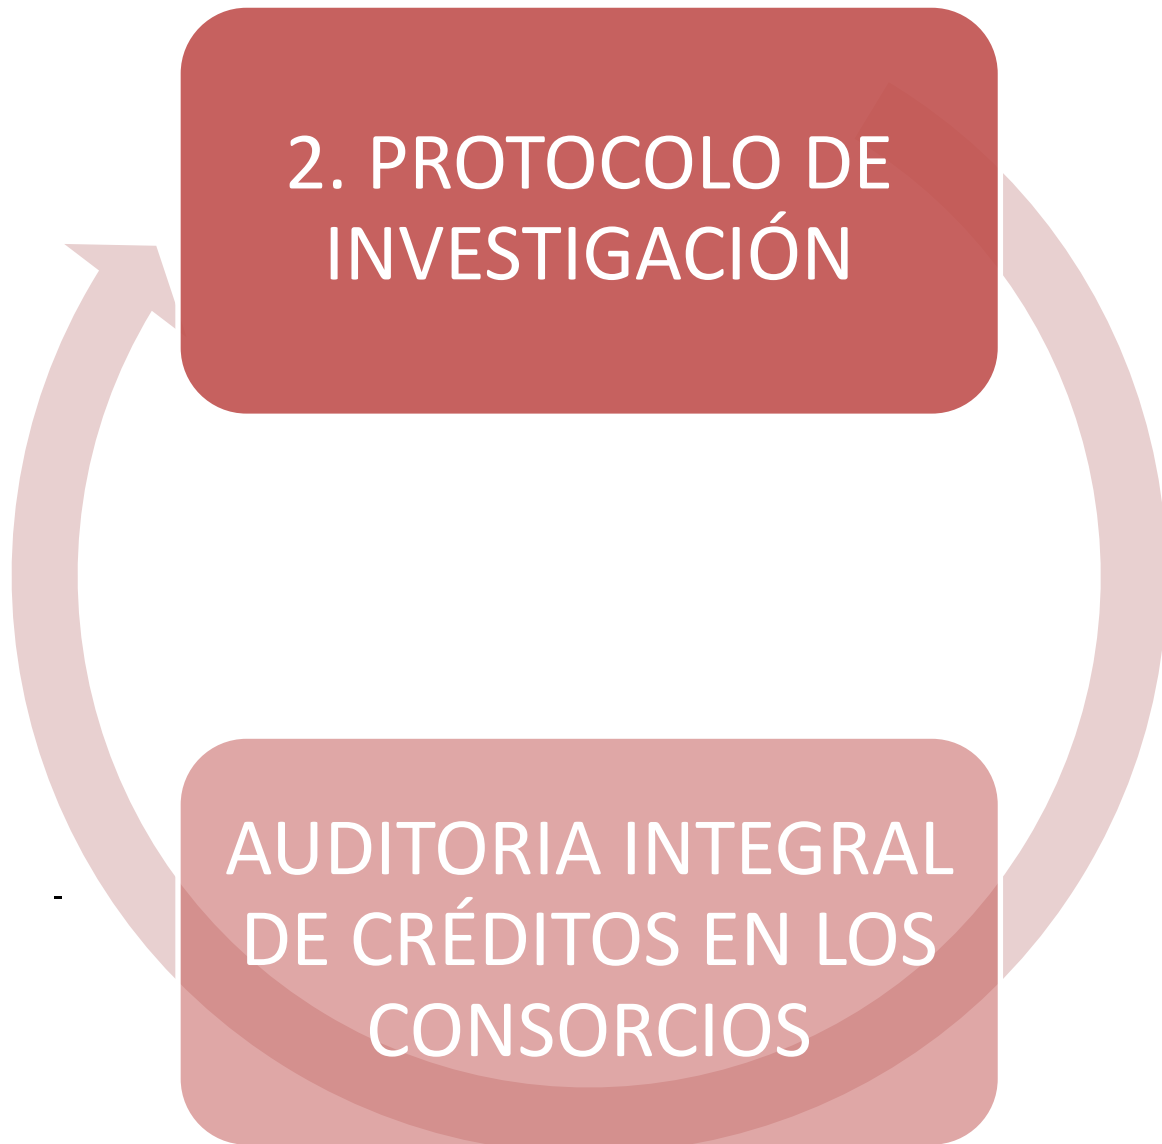 2. PROTOCOLO DE
INVESTIGACIÓN
-
AUDITORIA INTEGRAL
DE CRÉDITOS EN LOS
CONSORCIOS